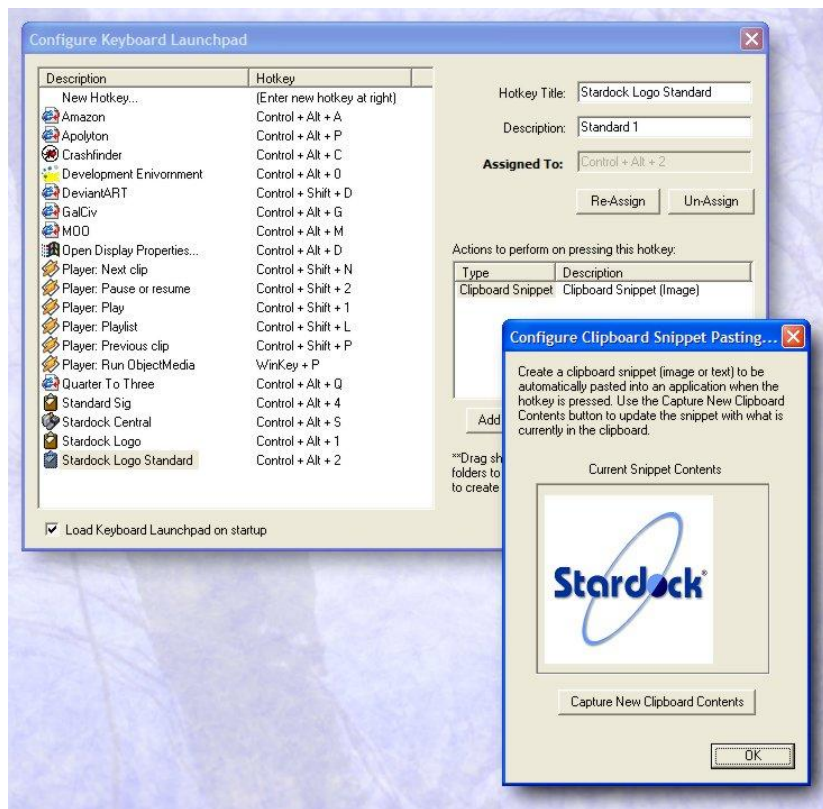 Configure Keyboard Launchpad
Description Hotkey
New Hotkey... (Enter new hotkey at right)
Amazon Control + Alt + A
Apolyton Control + Alt + P
Crashfinder Control + Alt + C
Development Enivornment Control + Alt + 0
DeviantART Control + Shift + D
GalCiv Control + Alt + G
MOO Control + Alt + M
Open Display Properties... Control + Alt + D
Player: Next clip Control + Shift + N
Player: Pause or resume Control + Shift + 2
Player: Play Control + Shift + 1
Player: Playlist Control + Shift + L
Player: Previous clip Control + Shift + P
Player: Run ObjectMedia WinKey + P
Quarter To Three Control + Alt + Q
Standard Sig Control + Alt + 4
Stardock Central Control + Alt + S
Stardock Logo Control + Alt + 1
Stardock Logo Standard Control + Alt + 2
Load Keyboard Launchpad on startup
Hotkey Title: Stardock Logo Standard
Description: Standard 1
Assigned To: Control + Alt + 2
Re-Assign Un-Assign
Actions to perform on pressing this hotkey:
Type Description
Clipboard Snippet Clipboard Snippet (Image)
Add
**Drag sh
folders to
to create
Configure Clipboard Snippet Pasting...
Create a clipboard snippet (image or text) to be
automatically pasted into an application when the
hotkey is pressed. Use the Capture New Clipboard
Contents button to update the snippet with what is
currently in the clipboard.
Current Snippet Contents
Stardock®
Capture New Clipboard Contents
OK